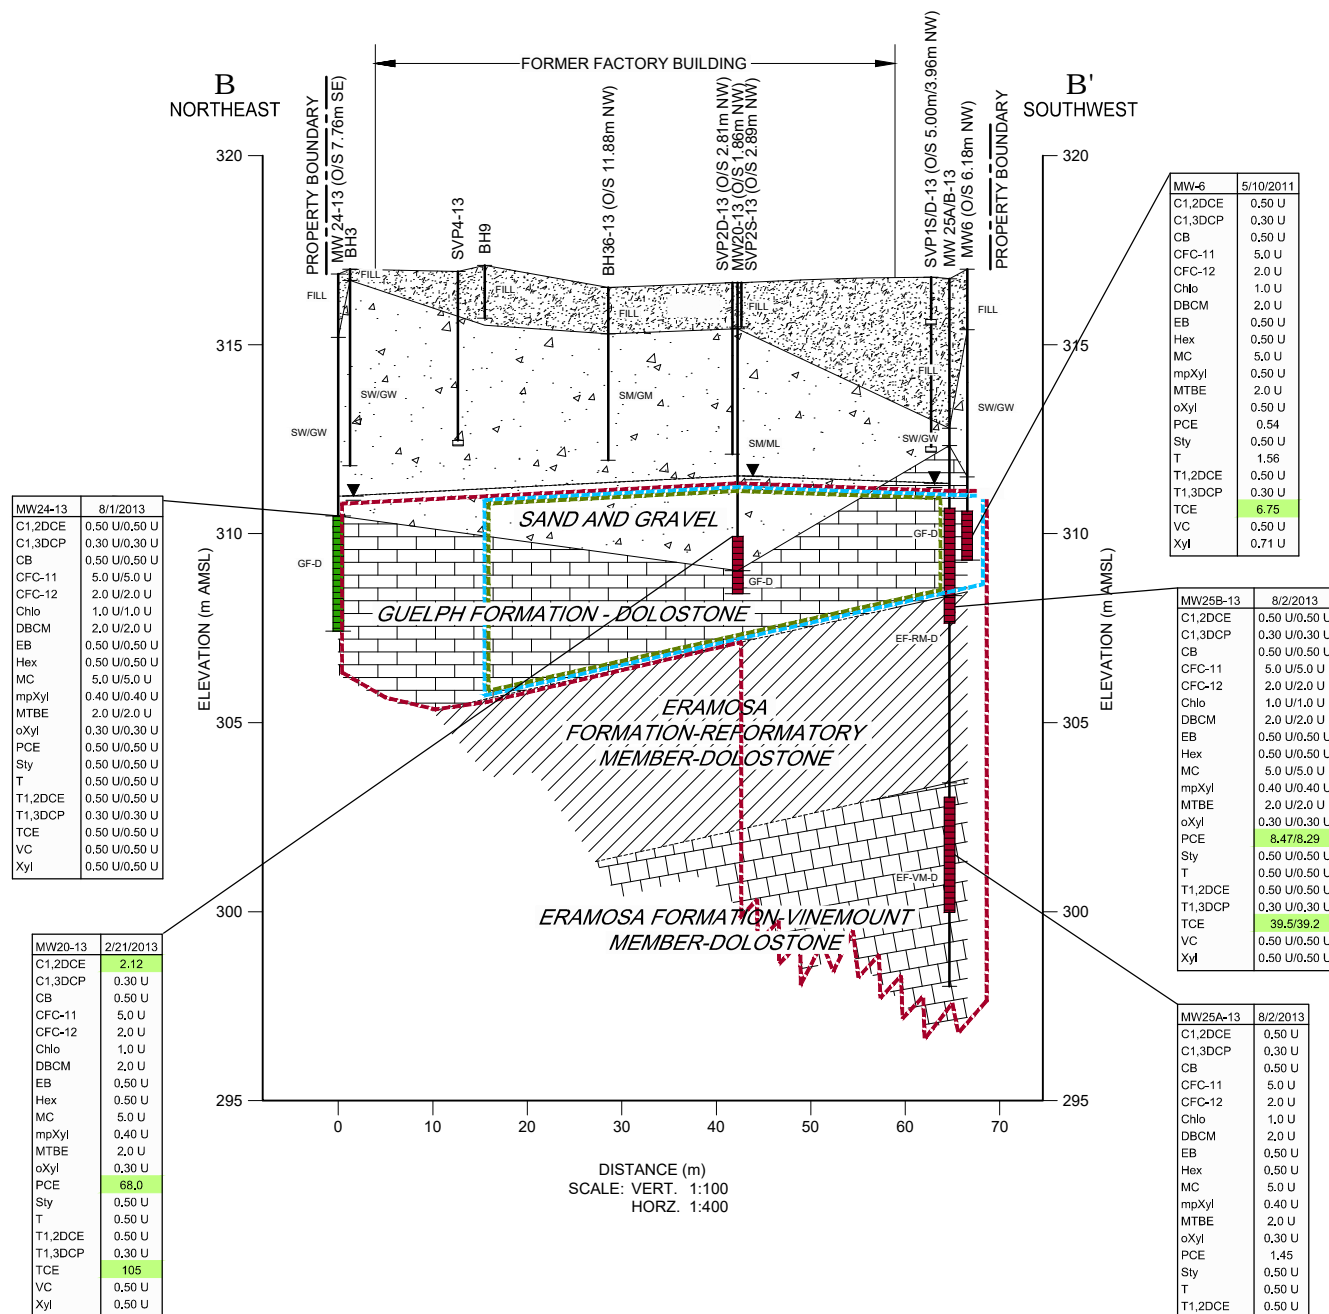 FORMER FACTORY BUILDING
B
NORTHEAST
B'
SOUTHWEST
PROPERTY BOUNDARY
MW 24-13 (O/S 7.76m SE)
BH3
SVP4-13
BH9
BH36-13 (O/S 11.88m NW)
SVP2D-13 (O/S 2.81m NW)
MW20-13 (O/S 1.86m NW)
SVP2S-13 (O/S 2.89m NW)
SVP1S/D-13 (O/S 5.00m/3.96m NW)
MW 25A/B-13
MW6 (O/S 6.18m NW)
PROPERTY BOUNDARY
320
315
310
305
300
295
ELEVATION (m AMSL)
320
315
310
305
300
295
ELEVATION (m AMSL)
FILL
FILL
FILL
FILL
FILL
FILL
FILL
SW/GW
SW/GW
SM/GM
SM/ML
SW/GW
SW/GW
SAND AND GRAVEL
GF-D
GF-D
GF-D
GUELPH FORMATION - DOLOSTONE
EF-RM-D
ERAMOSA
FORMATION-REFORMATORY
MEMBER-DOLOSTONE
EF-VM-D
ERAMOSA FORMATION-VINEMOUNT
MEMBER-DOLOSTONE
0 10 20 30 40 50 60 70
DISTANCE (m)
SCALE: VERT. 1:100
HORZ. 1:400
MW24-13 8/1/2013
C1,2DCE 0.50 U/0.50 U
C1,3DCP 0.30 U/0.30 U
CB 0.50 U/0.50 U
CFC-11 5.0 U/5.0 U
CFC-12 2.0 U/2.0 U
Chlo 1.0 U/1.0 U
DBCM 2.0 U/2.0 U
EB 0.50 U/0.50 U
Hex 0.50 U/0.50 U
MC 5.0 U/5.0 U
mpXyl 0.40 U/0.40 U
MTBE 2.0 U/2.0 U
oXyl 0.30 U/0.30 U
PCE 0.50 U/0.50 U
Sty 0.50 U/0.50 U
T 0.50 U/0.50 U
T1,2DCE 0.50 U/0.50 U
T1,3DCP 0.30 U/0.30 U
TCE 0.50 U/0.50 U
VC 0.50 U/0.50 U
Xyl 0.50 U/0.50 U
MW20-13 2/21/2013
C1,2DCE 2.12
C1,3DCP 0.30 U
CB 0.50 U
CFC-11 5.0 U
CFC-12 2.0 U
Chlo 1.0 U
DBCM 2.0 U
EB 0.50 U
Hex 0.50 U
MC 5.0 U
mpXyl 0.40 U
MTBE 2.0 U
oXyl 0.30 U
PCE 68.0
Sty 0.50 U
T 0.50 U
T1,2DCE 0.50 U
T1,3DCP 0.30 U
TCE 105
VC 0.50 U
Xyl 0.50 U
MW-6 5/10/2011
C1,2DCE 0.50 U
C1,3DCP 0.30 U
CB 0.50 U
CFC-11 5.0 U
CFC-12 2.0 U
Chlo 1.0 U
DBCM 2.0 U
EB 0.50 U
Hex 0.50 U
MC 5.0 U
mpXyl 0.50 U
MTBE 2.0 U
oXyl 0.50 U
PCE 0.54
Sty 0.50 U
T 1.56
T1,2DCE 0.50 U
T1,3DCP 0.30 U
TCE 6.75
VC 0.50 U
Xyl 0.71 U
MW25B-13 8/2/2013
C1,2DCE 0.50 U/0.50 U
C1,3DCP 0.30 U/0.30 U
CB 0.50 U/0.50 U
CFC-11 5.0 U/5.0 U
CFC-12 2.0 U/2.0 U
Chlo 1.0 U/1.0 U
DBCM 2.0 U/2.0 U
EB 0.50 U/0.50 U
Hex 0.50 U/0.50 U
MC 5.0 U/5.0 U
mpXyl 0.40 U/0.40 U
MTBE 2.0 U/2.0 U
oXyl 0.30 U/0.30 U
PCE 8.47/8.29
Sty 0.50 U/0.50 U
T 0.50 U/0.50 U
T1,2DCE 0.50 U/0.50 U
T1,3DCP 0.30 U/0.30 U
TCE 39.5/39.2
VC 0.50 U/0.50 U
Xyl 0.50 U/0.50 U
MW25A-13 8/2/2013
C1,2DCE 0.50 U
C1,3DCP 0.30 U
CB 0.50 U
CFC-11 5.0 U
CFC-12 2.0 U
Chlo 1.0 U
DBCM 2.0 U
EB 0.50 U
Hex 0.50 U
MC 5.0 U
mpXyl 0.40 U
MTBE 2.0 U
oXyl 0.30 U
PCE 1.45
Sty 0.50 U
T 0.50 U
T1,2DCE 0.50 U